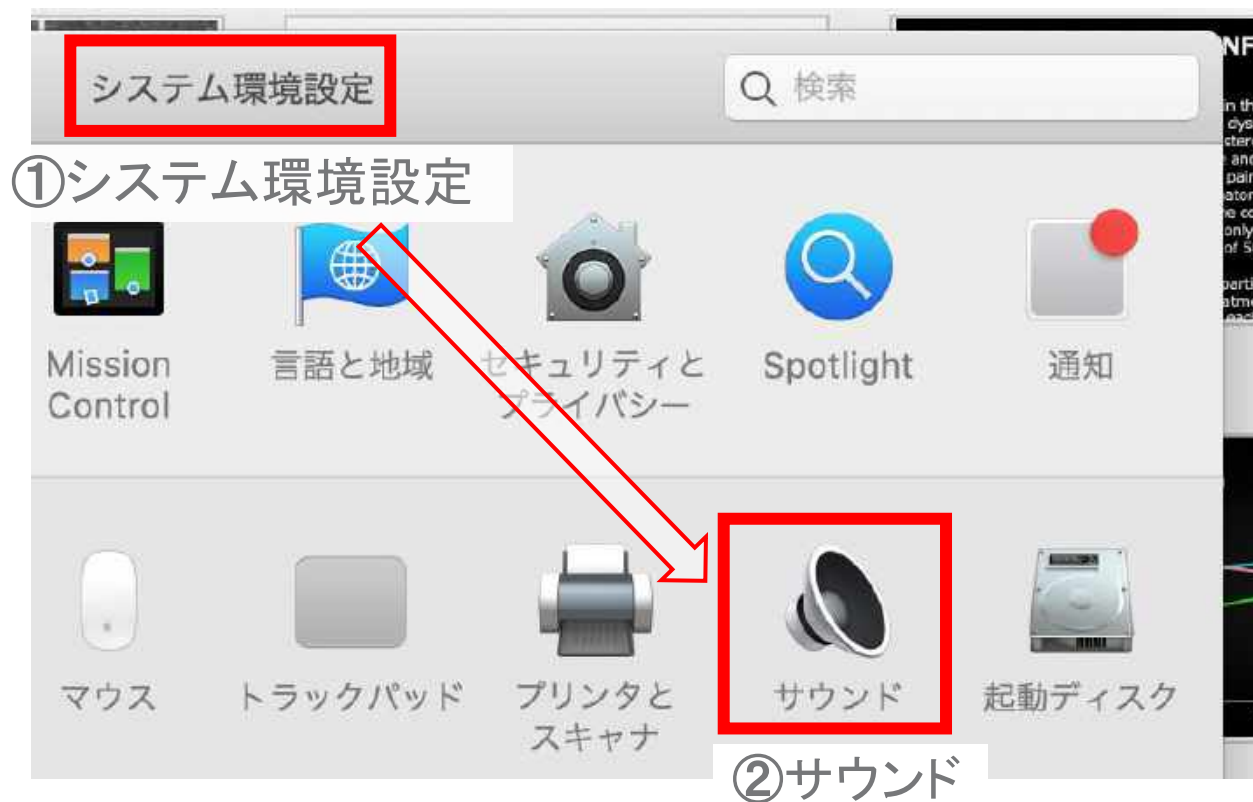 システム環境設定
検索
①システム環境設定
Mission
Control
言語と地域
セキュリティと
プライバシー
Spotlight
通知
マウス
トラックパッド
プリンタと
スキャナ
サウンド
起動ディスク
②サウンド